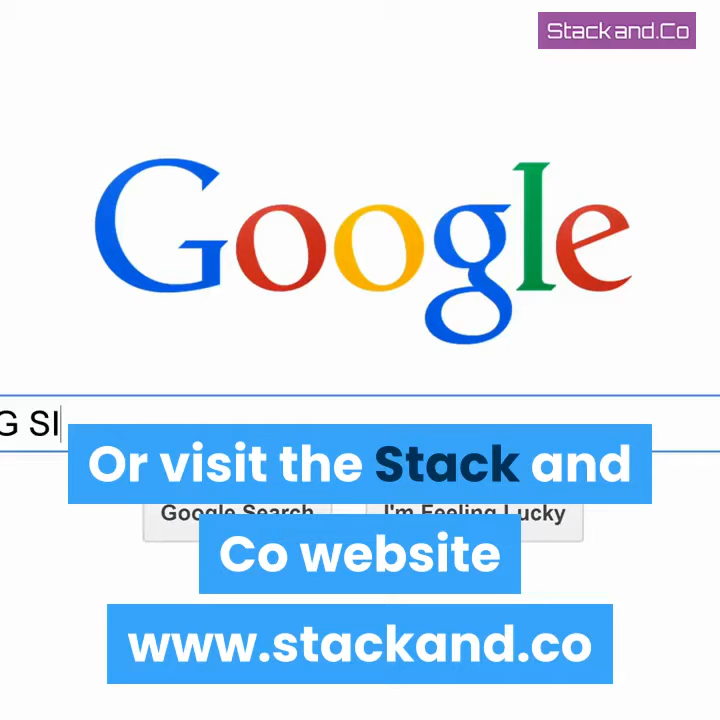 Stackand.Co
Google
G SI
Or visit the Stack and
Google Search I'm Feeling Lucky
Co website
www.stackand.co